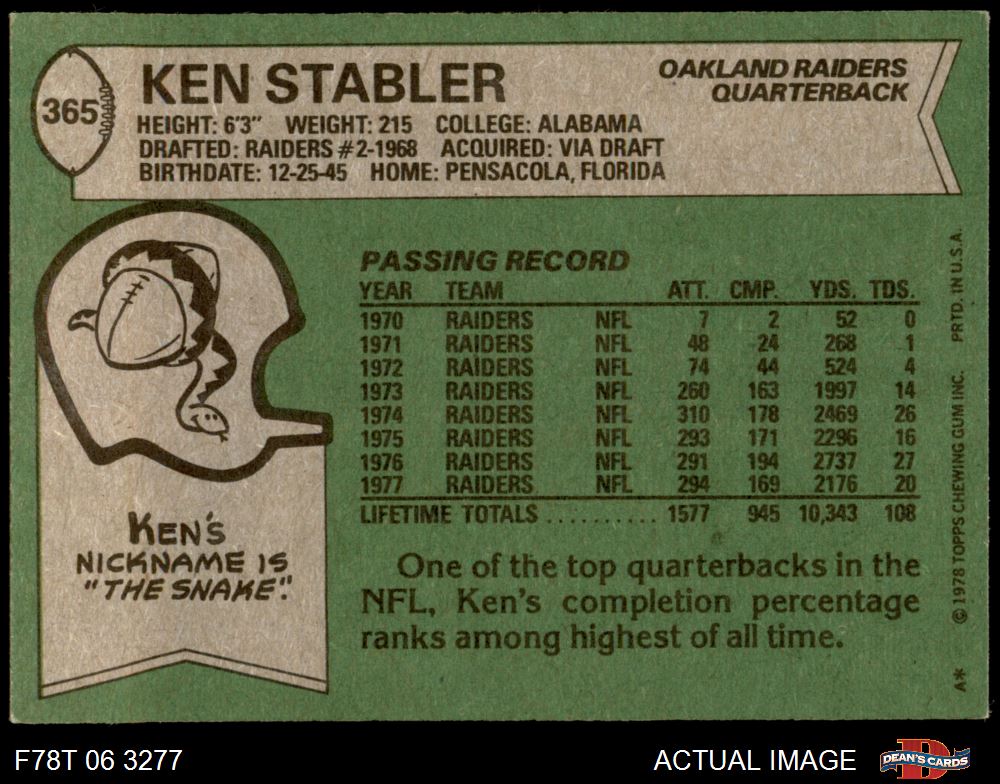 365
KEN STABLER
OAKLAND RAIDERS
QUARTERBACK
HEIGHT: 6'3" WEIGHT: 215 COLLEGE: ALABAMA
DRAFTED: RAIDERS #2-1968 ACQUIRED: VIA DRAFT
BIRTHDATE: 12-25-45 HOME: PENSACOLA, FLORIDA
PASSING RECORD
YEAR TEAM ATT. CMP. YDS. TDS.
1970 RAIDERS NFL 7 2 52 0
1971 RAIDERS NFL 48 24 268 1
1972 RAIDERS NFL 74 44 524 4
1973 RAIDERS NFL 260 163 1997 14
1974 RAIDERS NFL 310 178 2469 26
1975 RAIDERS NFL 293 171 2296 16
1976 RAIDERS NFL 291 194 2737 27
1977 RAIDERS NFL 294 169 2176 20
LIFETIME TOTALS .......... 1577 945 10,343 108
KEN'S
NICKNAME IS
"THE SNAKE".
One of the top quarterbacks in the
NFL, Ken's completion percentage
ranks among highest of all time.
A* © 1978 TOPPS CHEWING GUM INC. PRTD. IN U.S.A.
F78T 06 3277
ACTUAL IMAGE
DEAN'S CARDS